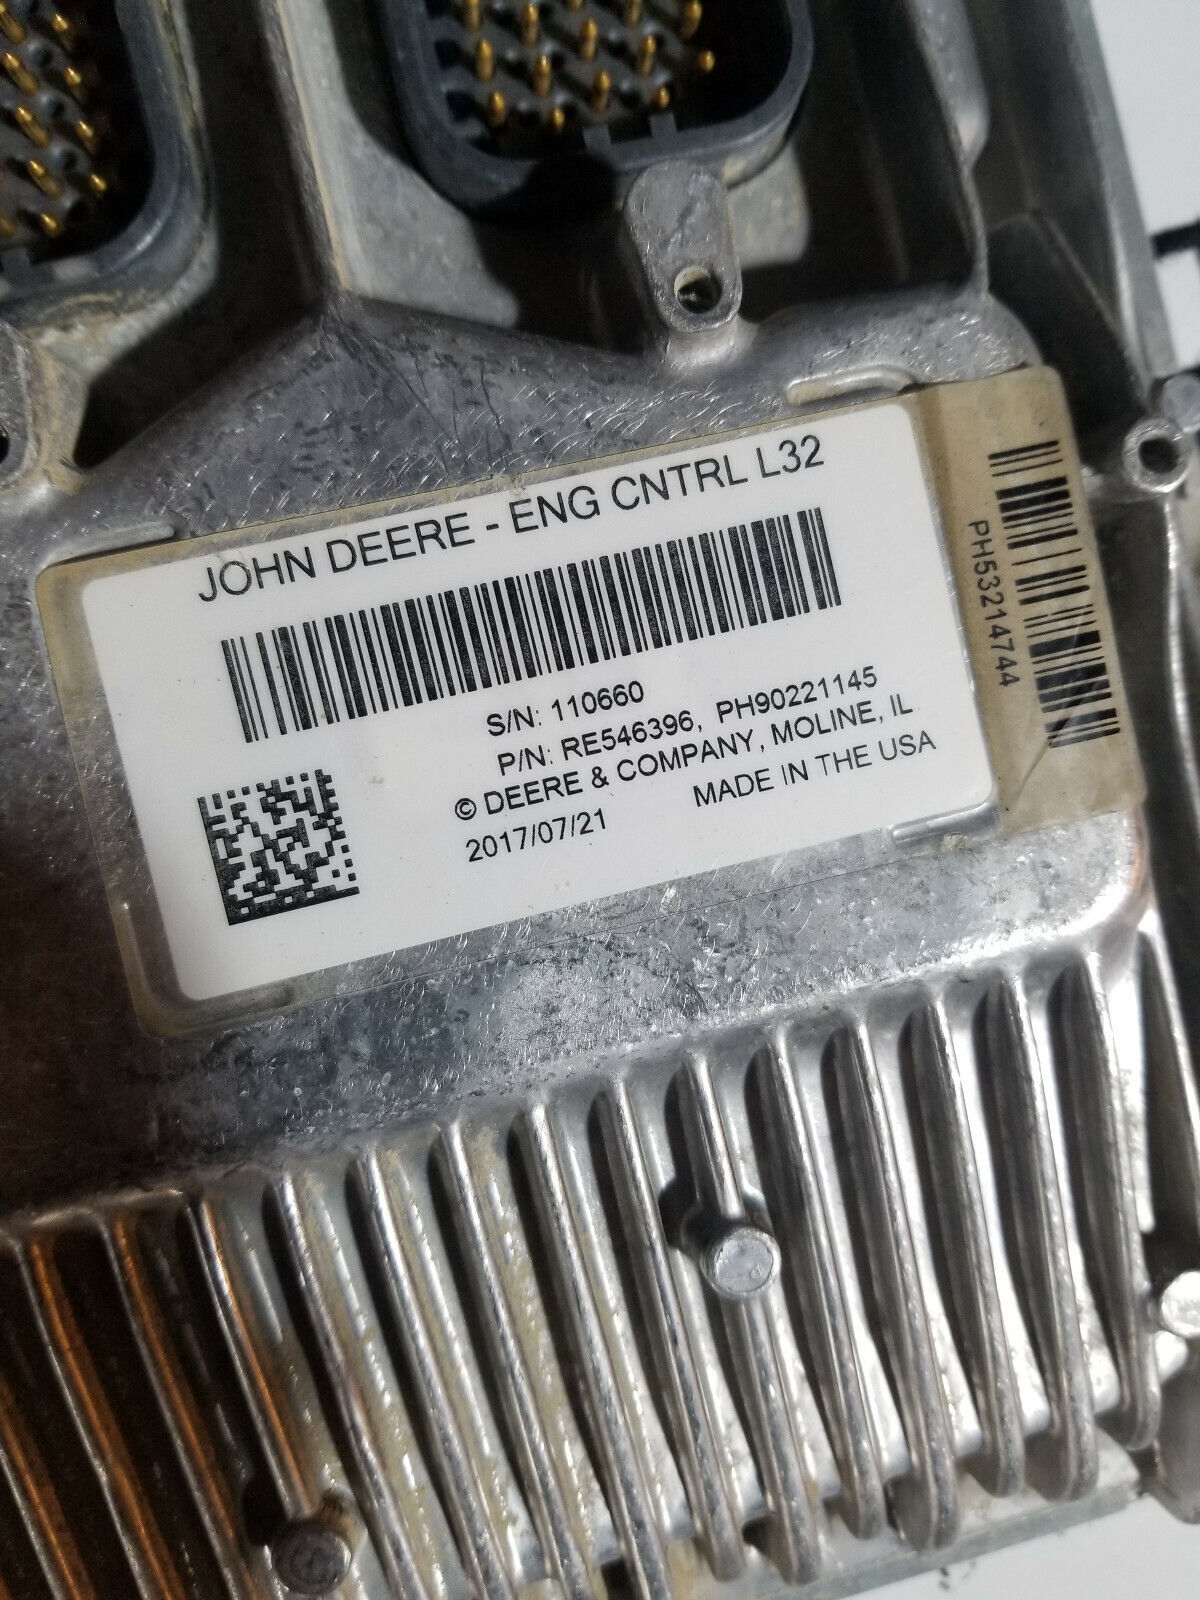 JOHN DEERE - ENG CNTRL L32
S/N: 110660
P/N: RE546396, PH90221145
© DEERE & COMPANY, MOLINE, IL
2017/07/21 MADE IN THE USA
PH53214744